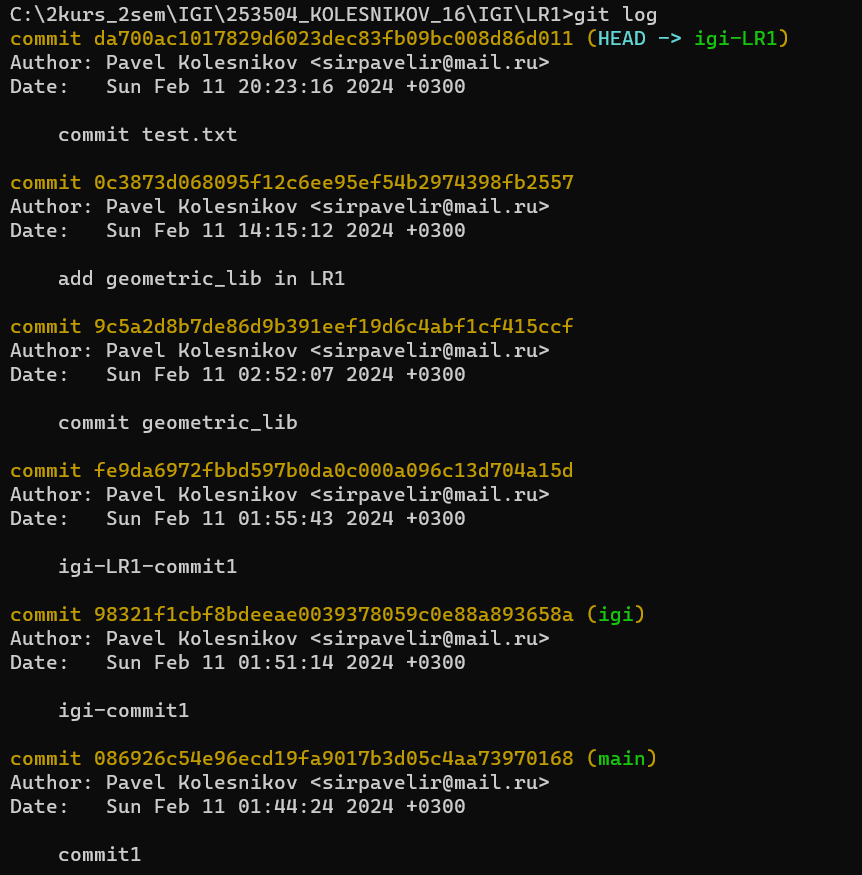 C:\2kurs_2sem\IGI\253504_KOLESNIKOV_16\IGI\LR1>git log
commit da700ac1017829d6023dec83fb09bc008d86d011 (HEAD -> igi-LR1)
Author: Pavel Kolesnikov <sirpavelir@mail.ru>
Date:   Sun Feb 11 20:23:16 2024 +0300
    commit test.txt
commit 0c3873d068095f12c6ee95ef54b2974398fb2557
Author: Pavel Kolesnikov <sirpavelir@mail.ru>
Date:   Sun Feb 11 14:15:12 2024 +0300
    add geometric_lib in LR1
commit 9c5a2d8b7de86d9b391eef19d6c4abf1cf415ccf
Author: Pavel Kolesnikov <sirpavelir@mail.ru>
Date:   Sun Feb 11 02:52:07 2024 +0300
    commit geometric_lib
commit fe9da6972fbbd597b0da0c000a096c13d704a15d
Author: Pavel Kolesnikov <sirpavelir@mail.ru>
Date:   Sun Feb 11 01:55:43 2024 +0300
    igi-LR1-commit1
commit 98321f1cbf8bdeeae0039378059c0e88a893658a (igi)
Author: Pavel Kolesnikov <sirpavelir@mail.ru>
Date:   Sun Feb 11 01:51:14 2024 +0300
    igi-commit1
commit 086926c54e96ecd19fa9017b3d05c4aa73970168 (main)
Author: Pavel Kolesnikov <sirpavelir@mail.ru>
Date:   Sun Feb 11 01:44:24 2024 +0300
    commit1